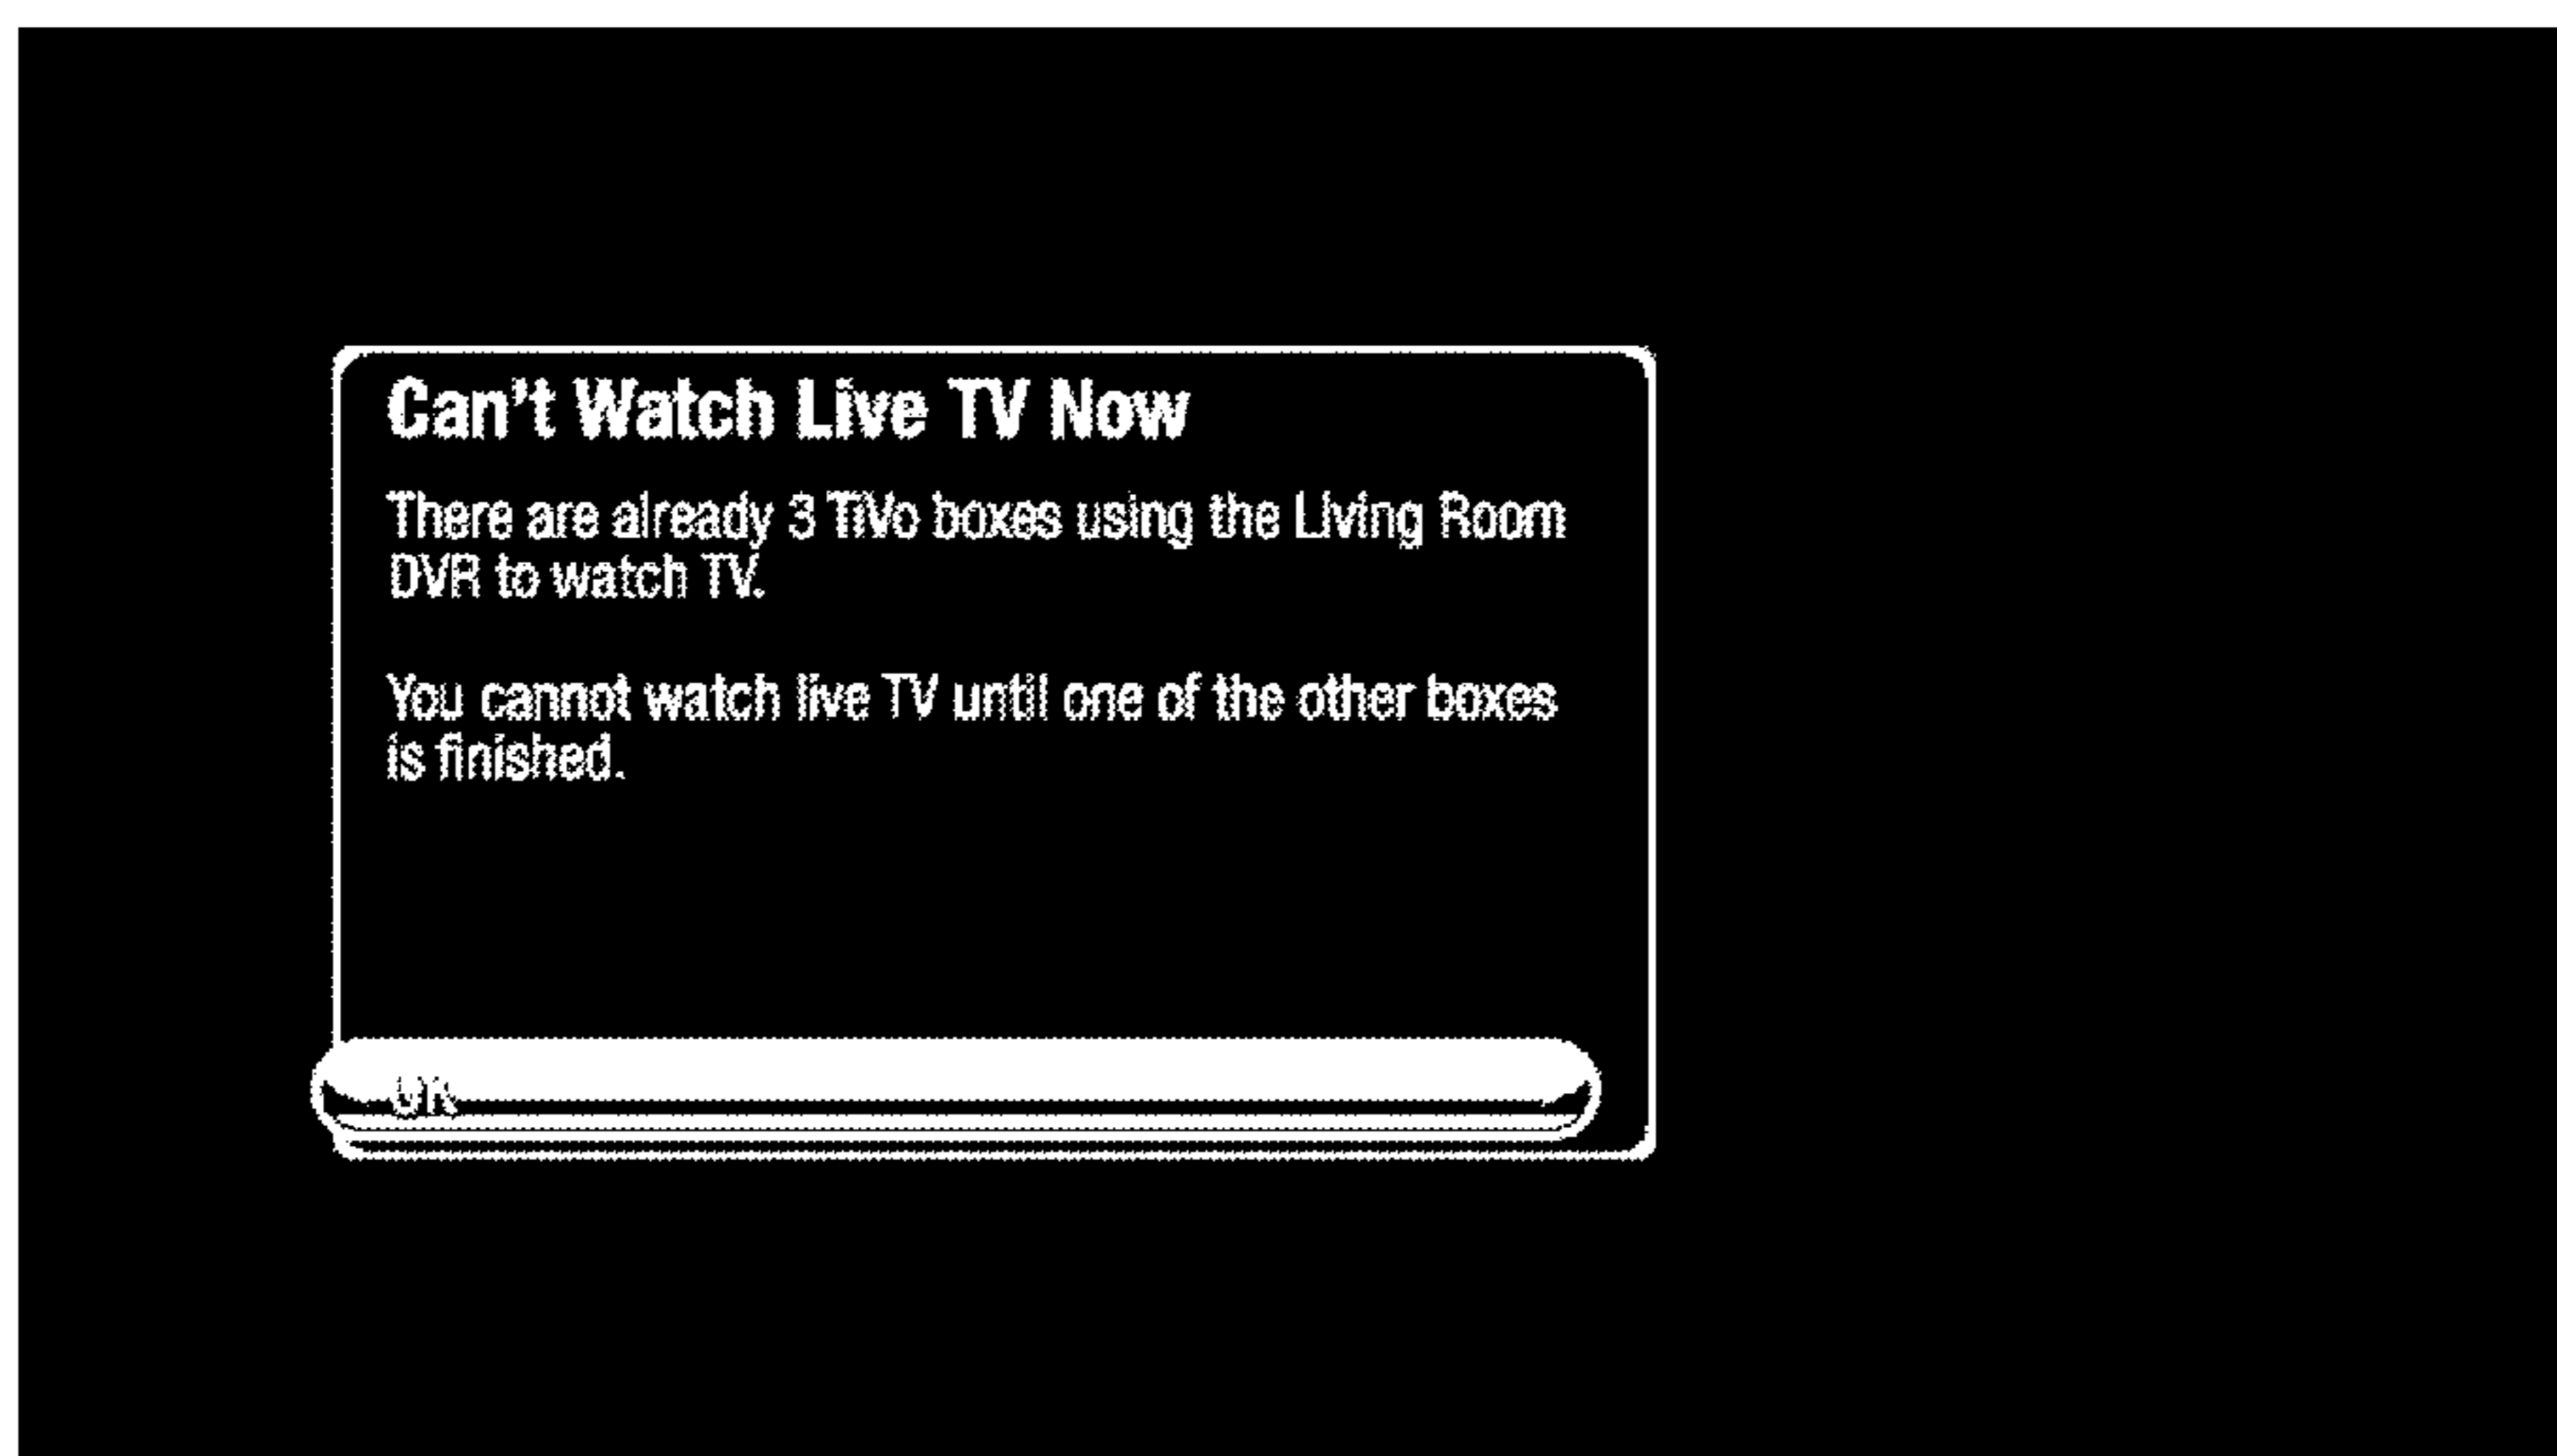 Can't Watch Live TV Now
There are already 3 TiVo boxes using the Living Room
DVR to watch TV.
You cannot watch live TV until one of the other boxes
is finished.
OK